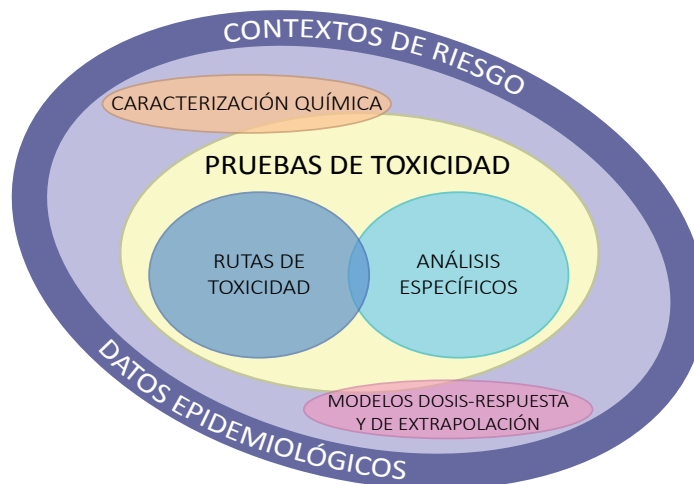 CONTEXTOS DE RIESGO
CARACTERIZACIÓN QUÍMICA
PRUEBAS DE TOXICIDAD
RUTAS DE
TOXICIDAD
ANÁLISIS
ESPECÍFICOS
MODELOS DOSIS-RESPUESTA
Y DE EXTRAPOLACIÓN
DATOS EPIDEMIOLÓGICOS